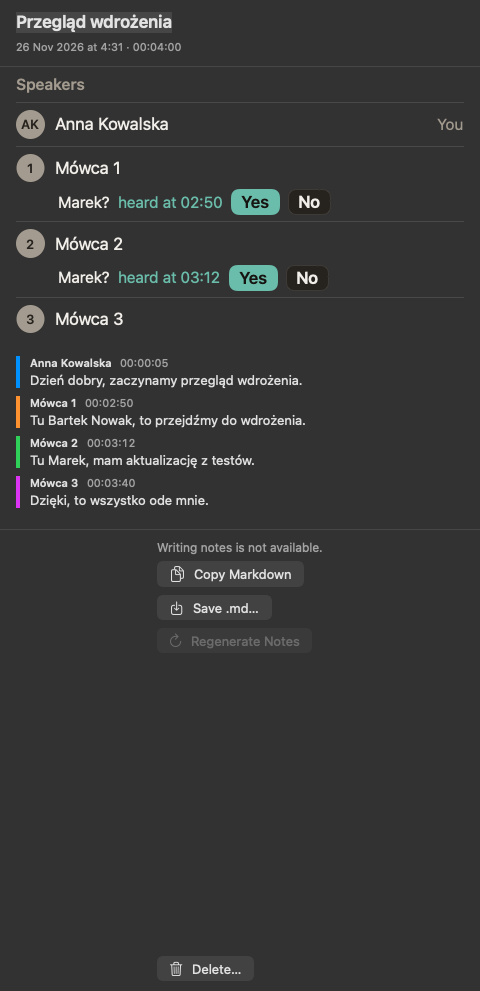 Przegląd wdrożenia
26 Nov 2026 at 4:31 · 00:04:00
Speakers
AK Anna Kowalska You
1 Mówca 1
Marek? heard at 02:50 Yes No
2 Mówca 2
Marek? heard at 03:12 Yes No
3 Mówca 3
Anna Kowalska 00:00:05
Dzień dobry, zaczynamy przegląd wdrożenia.
Mówca 1 00:02:50
Tu Bartek Nowak, to przejdźmy do wdrożenia.
Mówca 2 00:03:12
Tu Marek, mam aktualizację z testów.
Mówca 3 00:03:40
Dzięki, to wszystko ode mnie.
Writing notes is not available.
Copy Markdown
Save .md...
Regenerate Notes
Delete...